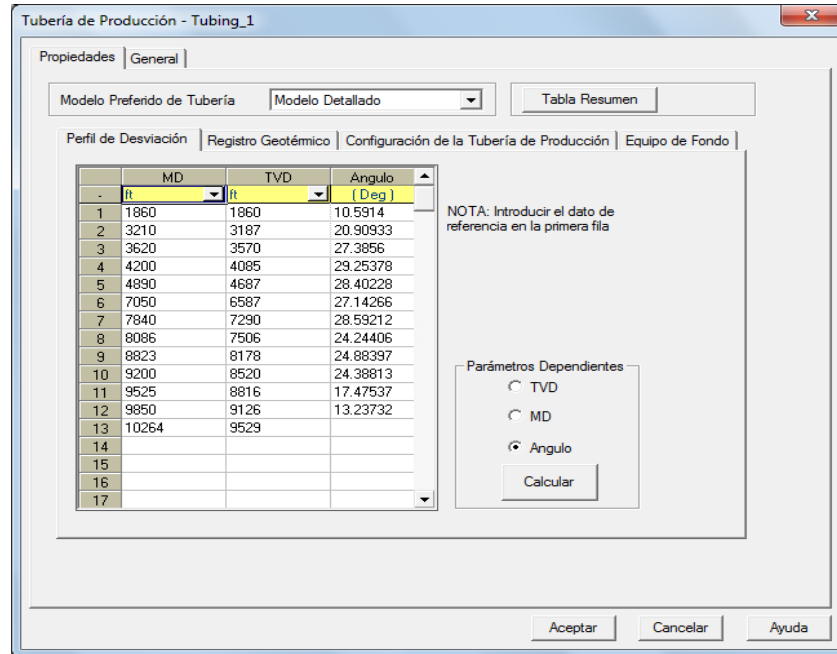 Tubería de Producción - Tubing_1
Propiedades General
Modelo Preferido de Tubería Modelo Detallado Tabla Resumen
Perfil de Desviación Registro Geotérmico Configuración de la Tubería de Producción Equipo de Fondo
MD TVD Angulo
- ft ft ( Deg )
1 1860 1860 10.5914
2 3210 3187 20.90933
3 3620 3570 27.3856
4 4200 4085 29.25378
5 4890 4687 28.40228
6 7050 6587 27.14266
7 7840 7290 28.59212
8 8086 7506 24.24406
9 8823 8178 24.88397
10 9200 8520 24.38813
11 9525 8816 17.47537
12 9850 9126 13.23732
13 10264 9529
14
15
16
17
NOTA: Introducir el dato de
referencia en la primera fila
Parámetros Dependientes
TVD
MD
Angulo
Calcular
Aceptar Cancelar Ayuda